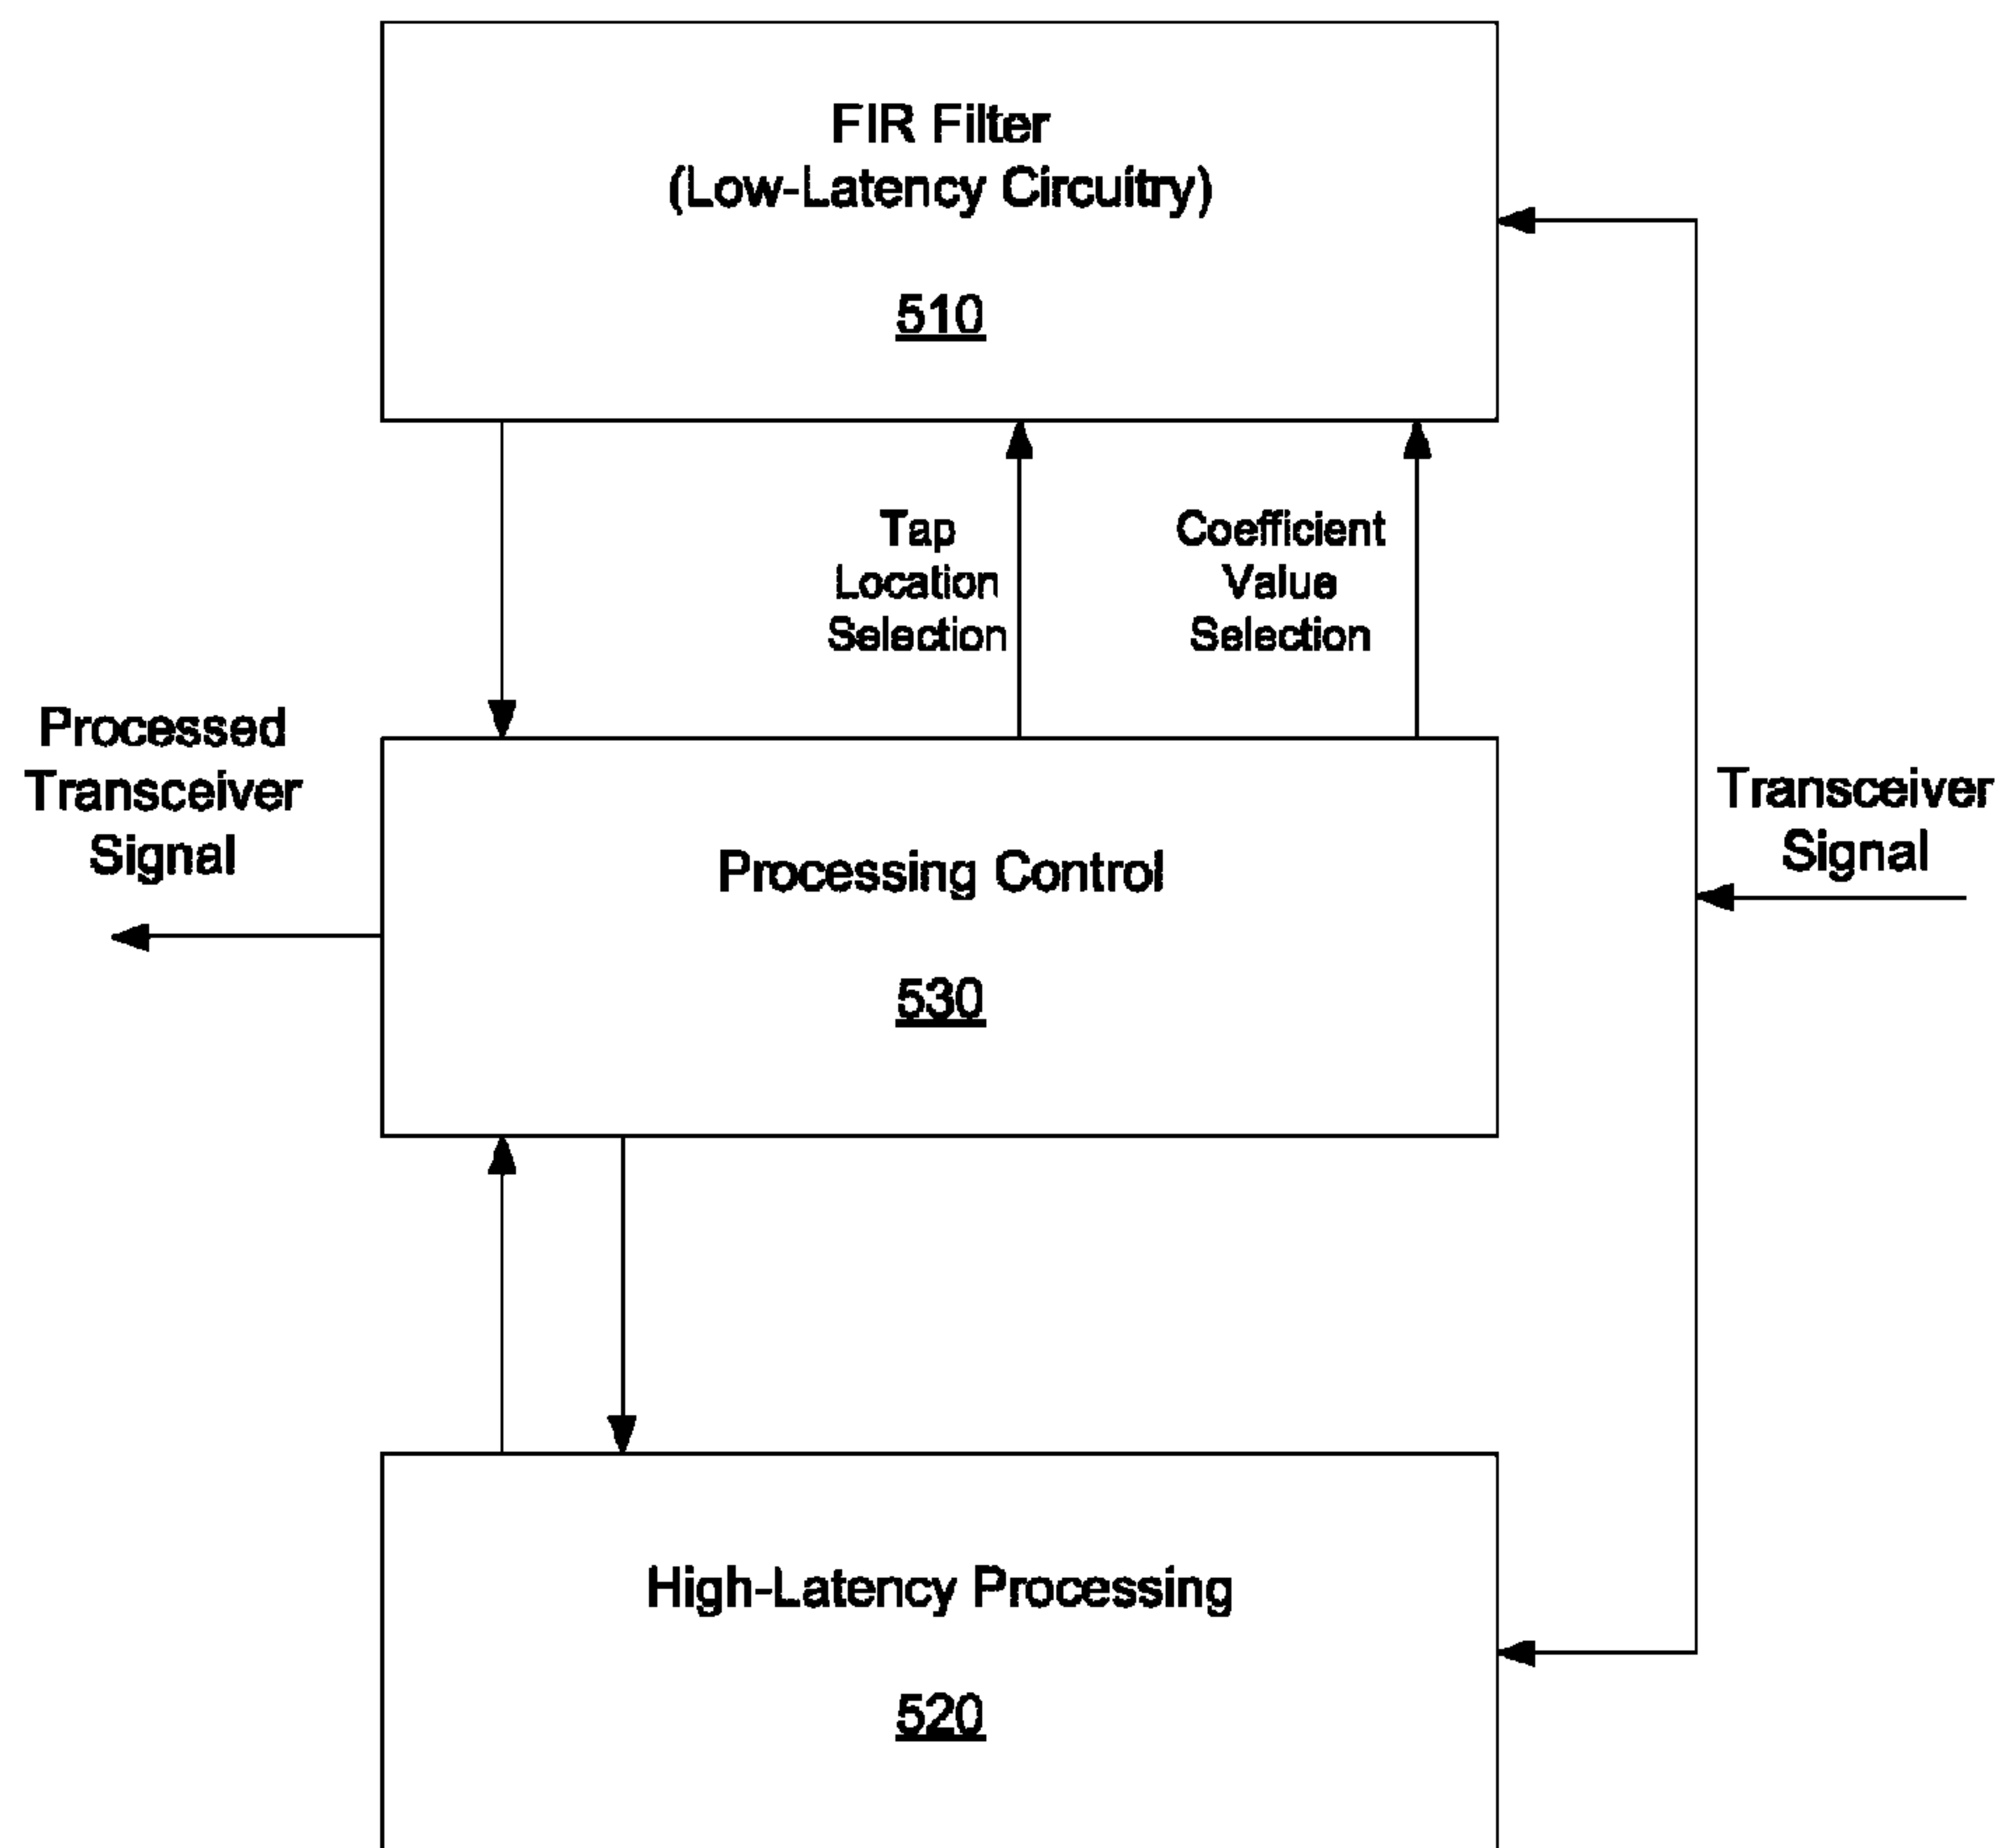 FIR Filter
(Low-Latency Circuitry)
510
Tap
Location
Selection
Coefficient
Value
Selection
Processed
Transceiver
Signal
Processing Control
530
Transceiver
Signal
High-Latency Processing
520